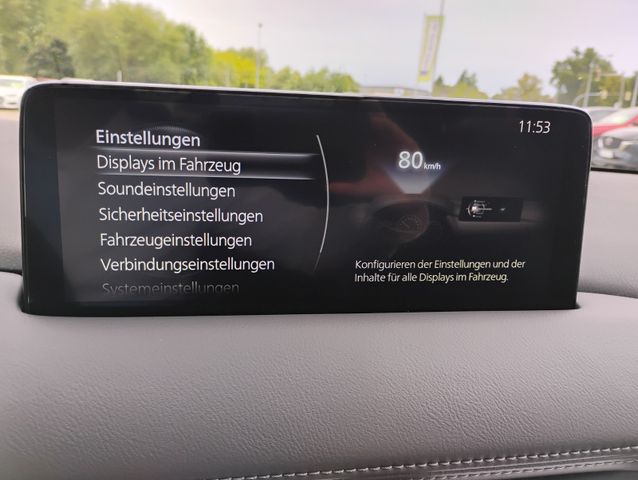 11:53
Einstellungen
Displays im Fahrzeug
Soundeinstellungen
Sicherheitseinstellungen
Fahrzeugeinstellungen
Verbindungseinstellungen
Systemeinstellungen
80 km/h
Konfigurieren der Einstellungen und der
Inhalte für alle Displays im Fahrzeug.